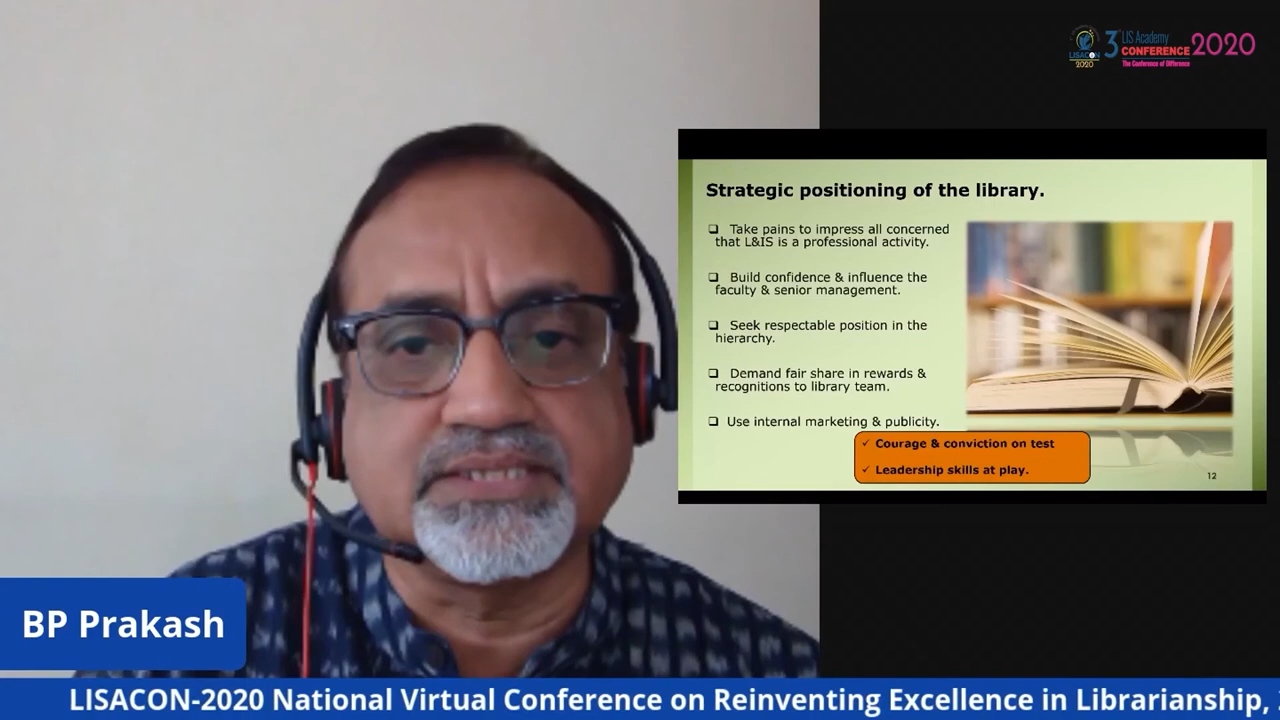 LISACON
2020
3rd LIS Academy
CONFERENCE 2020
The Conference of Difference
Strategic positioning of the library.
❑ Take pains to impress all concerned
that L&IS is a professional activity.
❑ Build confidence & influence the
faculty & senior management.
❑ Seek respectable position in the
hierarchy.
❑ Demand fair share in rewards &
recognitions to library team.
❑ Use internal marketing & publicity.
✓ Courage & conviction on test
✓ Leadership skills at play.
12
BP Prakash
LISACON-2020 National Virtual Conference on Reinventing Excellence in Librarianship,